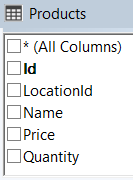 Products
* (All Columns)
Id
LocationId
Name
Price
Quantity